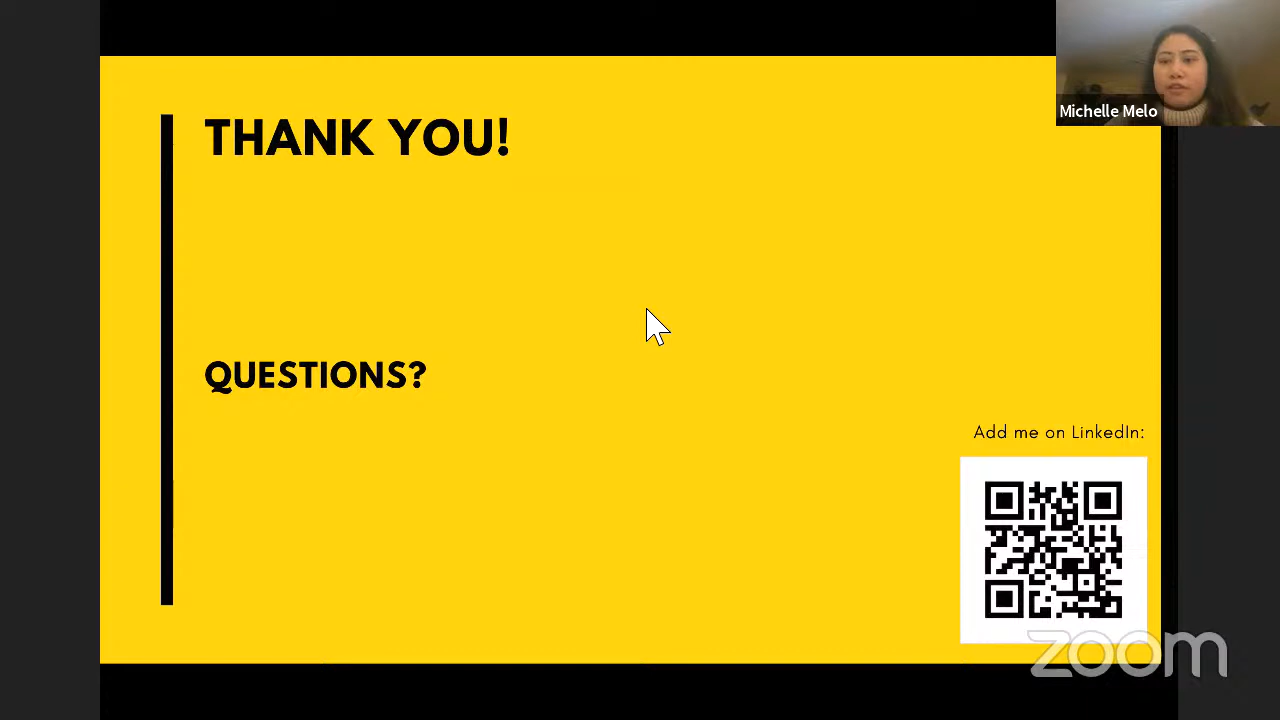 THANK YOU!
Michelle Melo
QUESTIONS?
Add me on LinkedIn:
zoom